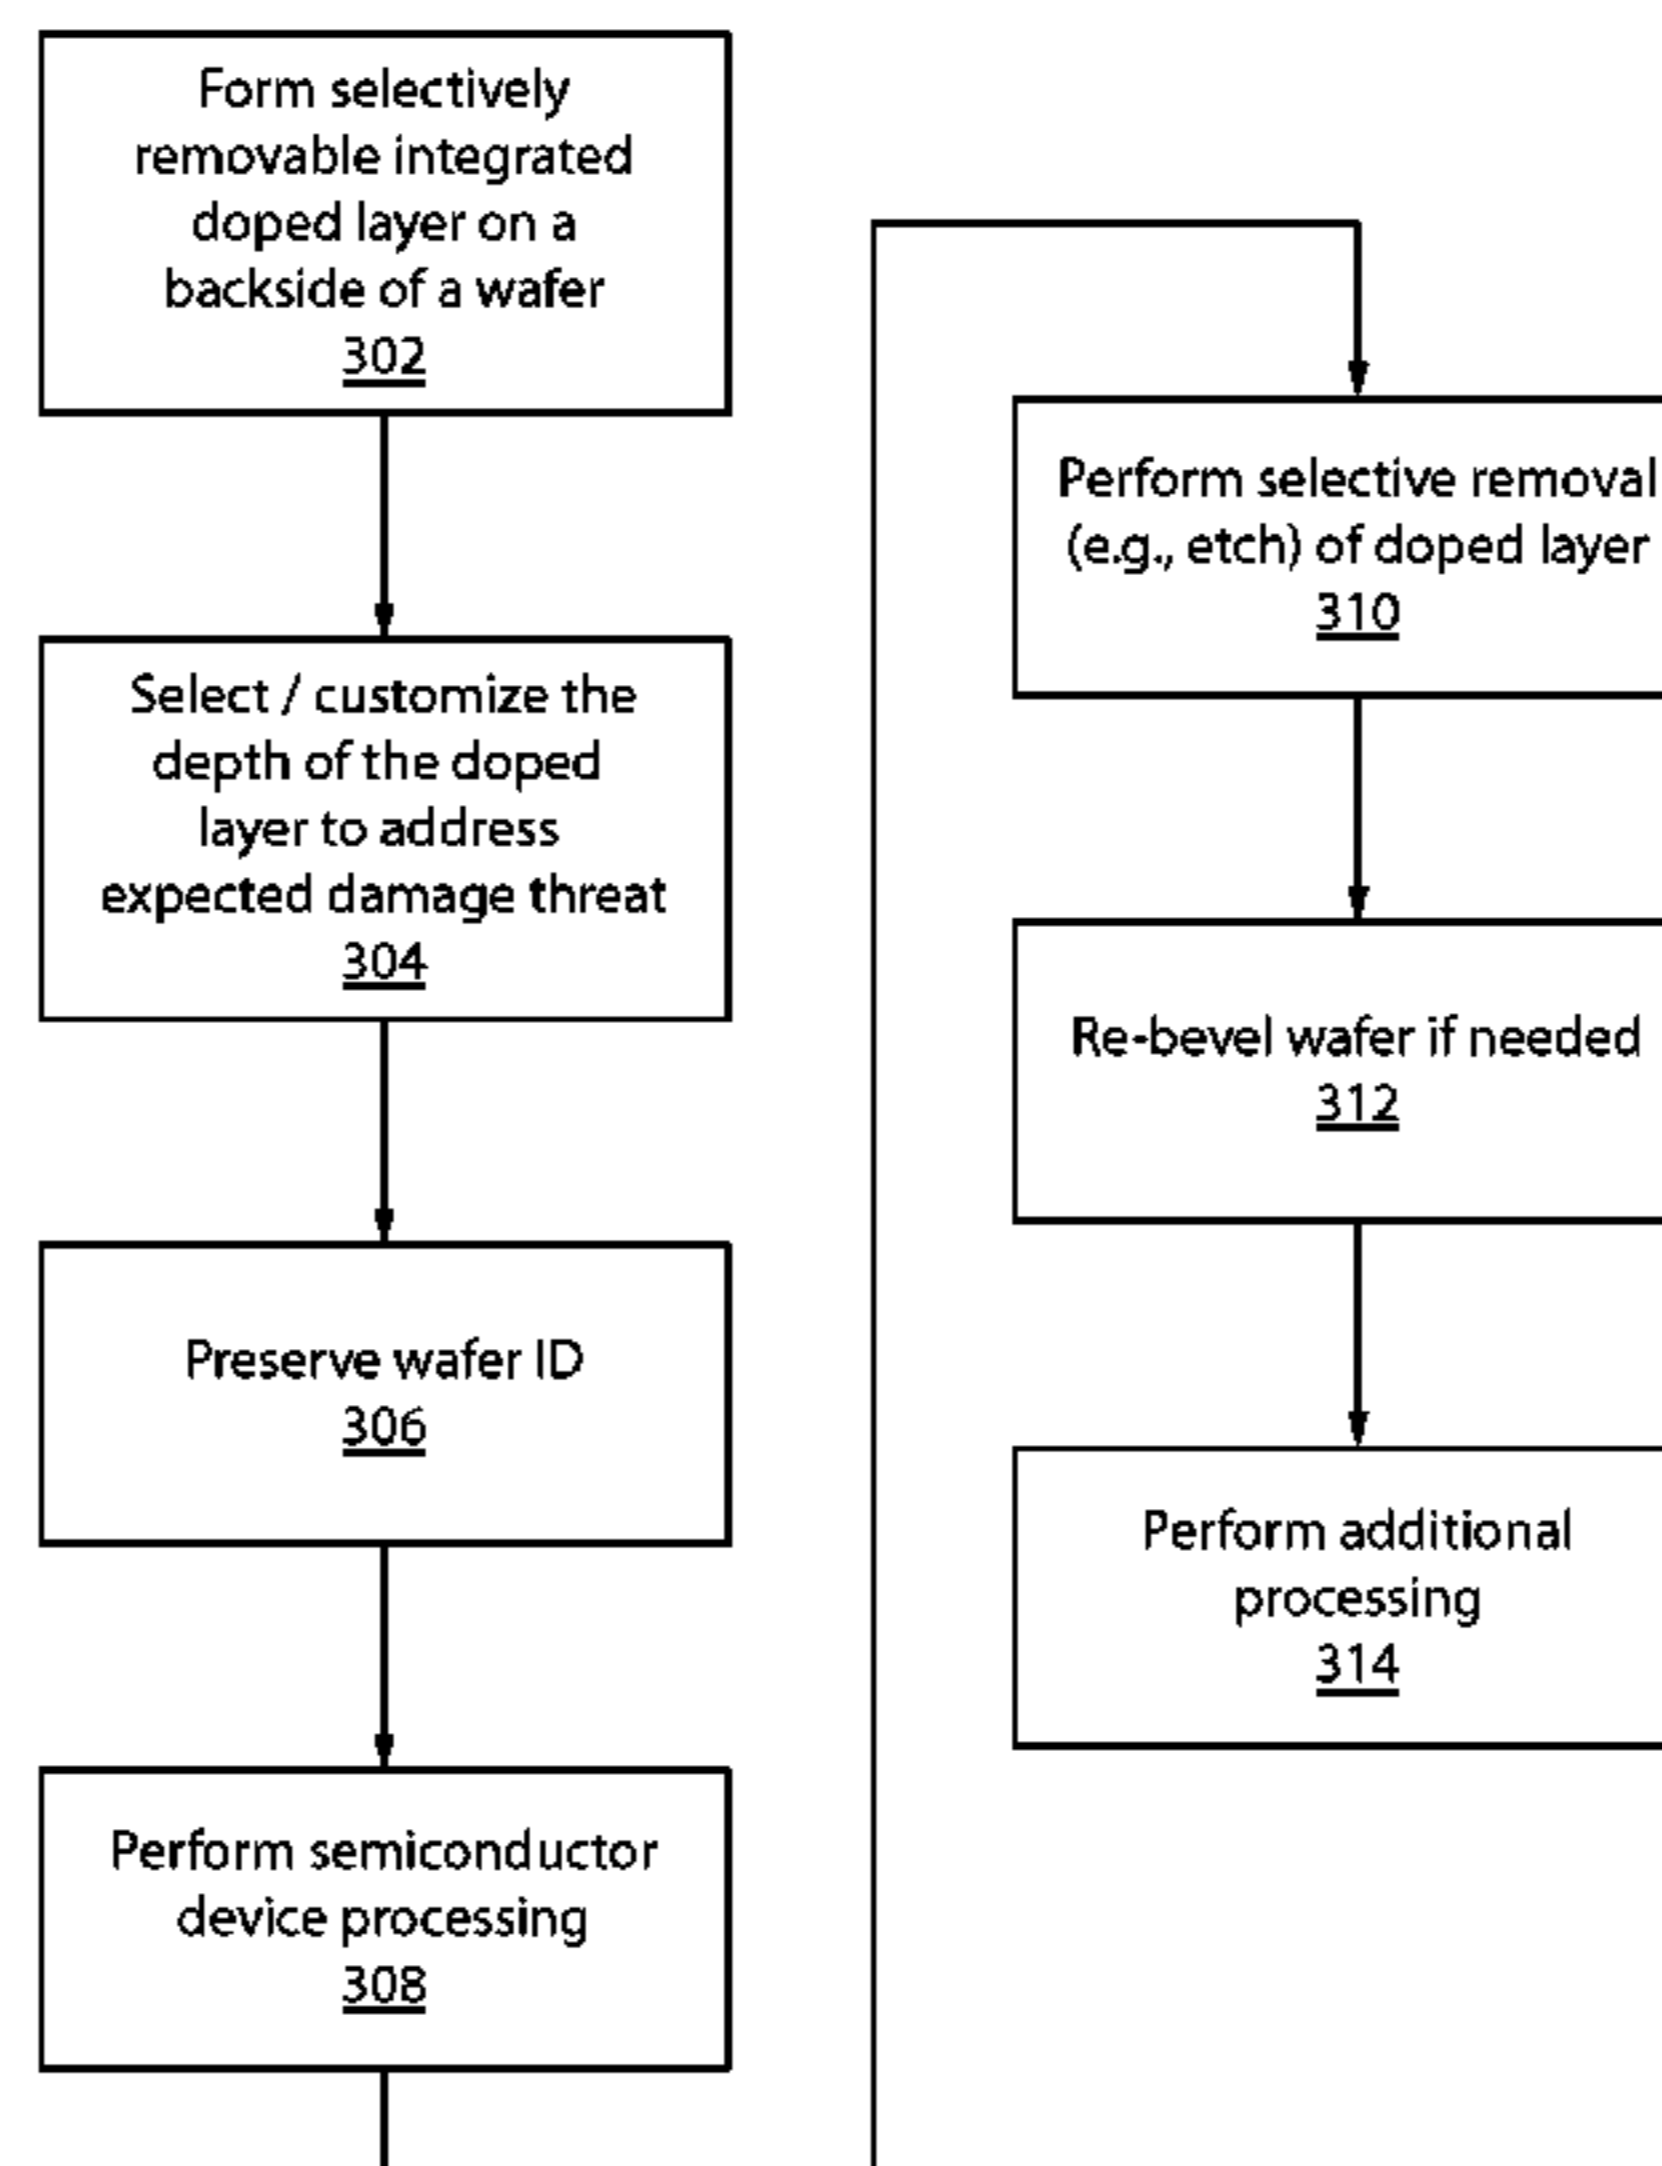 Form selectively
removable integrated
doped layer on a
backside of a wafer
302
Select / customize the
depth of the doped
layer to address
expected damage threat
304
Preserve wafer ID
306
Perform semiconductor
device processing
308
Perform selective removal
(e.g., etch) of doped layer
310
Re-bevel wafer if needed
312
Perform additional
processing
314